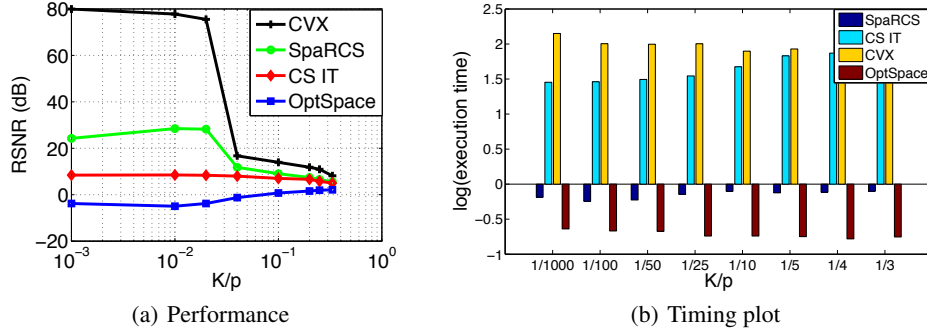 80
60
40
20
0
−20
RSNR (dB)
10−3
10−2
10−1
100
K/p
CVX
SpaRCS
CS IT
OptSpace
(a) Performance
2.5
2
1.5
1
0.5
0
−0.5
−1
log(execution time)
1/1000 1/100 1/50 1/25 1/10 1/5 1/4 1/3
K/p
SpaRCS
CS IT
CVX
OptSpace
(b) Timing plot